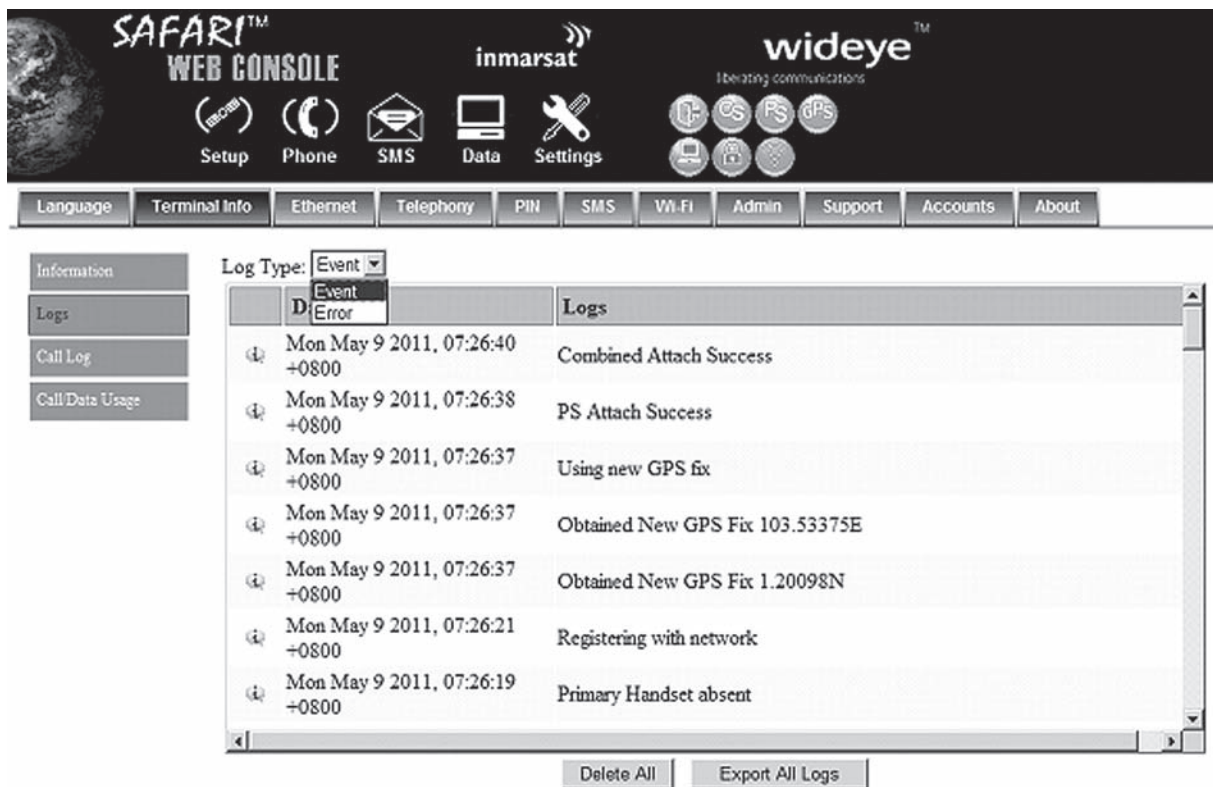 SAFARI™
WEB CONSOLE
inmarsat
wideye™
liberating communications
Setup Phone SMS Data Settings
CS PS GPS
Language Terminal Info Ethernet Telephony PIN SMS Wi-Fi Admin Support Accounts About
Information
Logs
Call Log
Call/Data Usage
Log Type: Event
Event
Error
D
Logs
Mon May 9 2011, 07:26:40 +0800 Combined Attach Success
Mon May 9 2011, 07:26:38 +0800 PS Attach Success
Mon May 9 2011, 07:26:37 +0800 Using new GPS fix
Mon May 9 2011, 07:26:37 +0800 Obtained New GPS Fix 103.53375E
Mon May 9 2011, 07:26:37 +0800 Obtained New GPS Fix 1.20098N
Mon May 9 2011, 07:26:21 +0800 Registering with network
Mon May 9 2011, 07:26:19 +0800 Primary Handset absent
Delete All Export All Logs